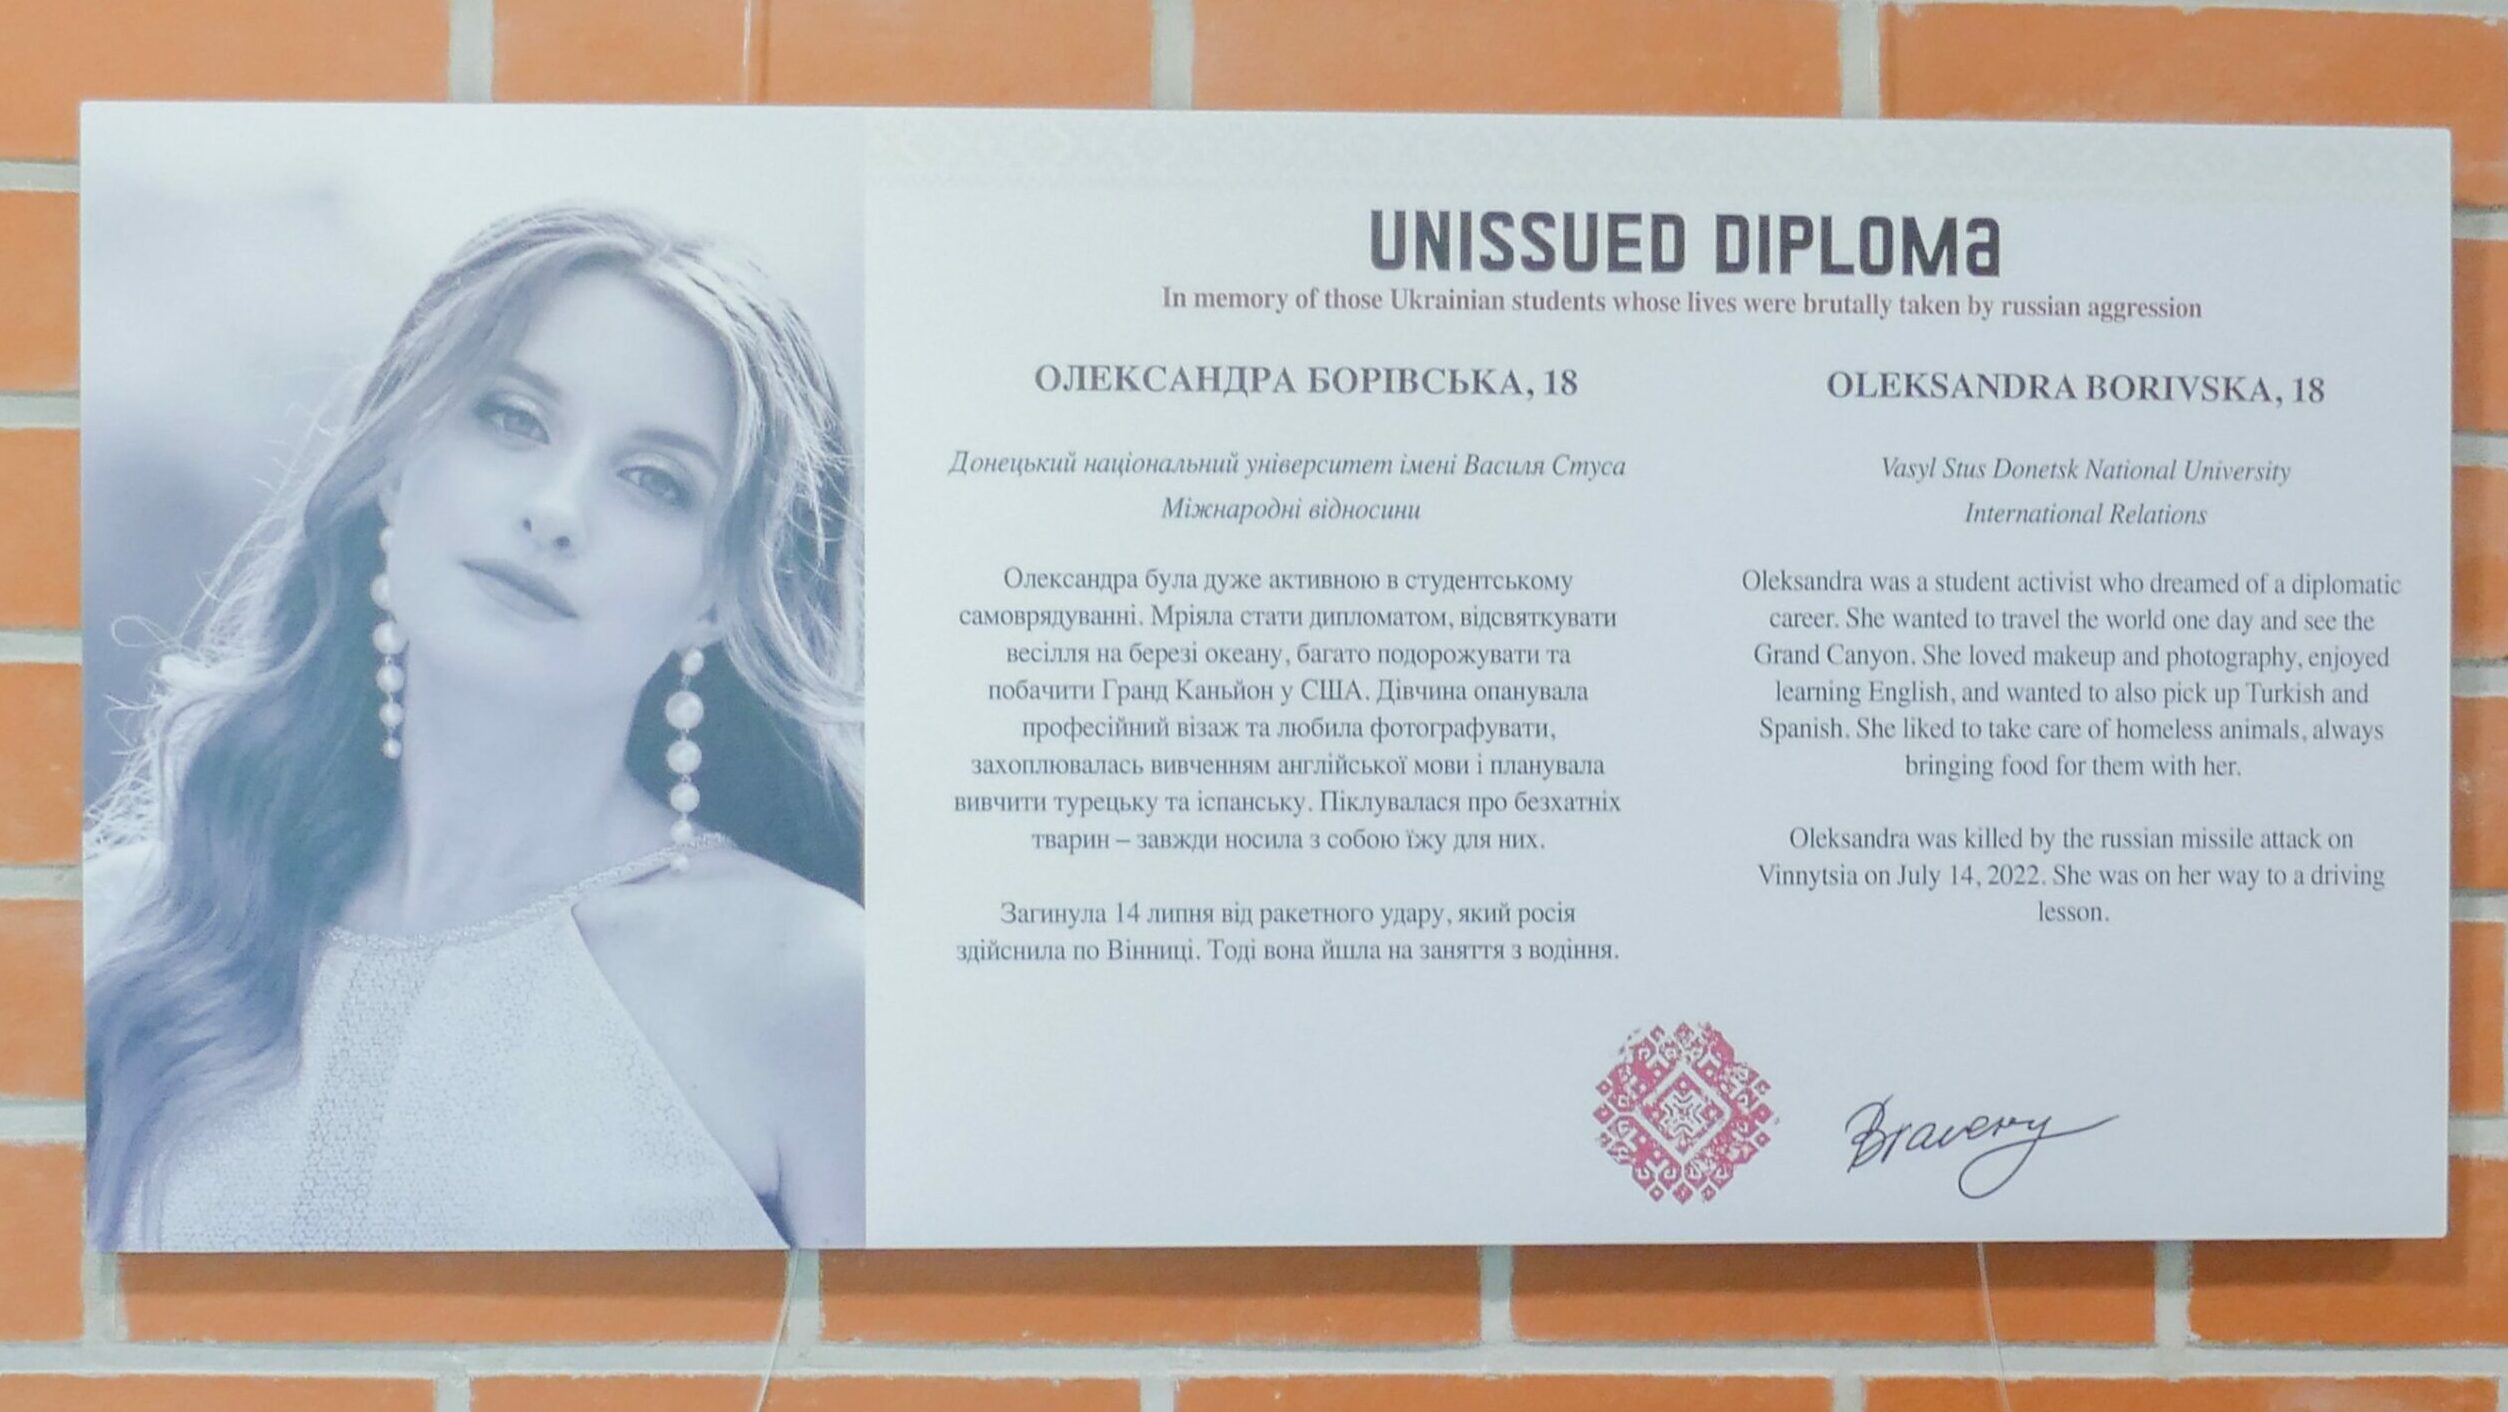 UNISSUED DIPLOMa
In memory of those Ukrainian students whose lives were brutally taken by russian aggression
ОЛЕКСАНДРА БОРІВСЬКА, 18
Донецький національний університет імені Василя Стуса
Міжнародні відносини
Олександра була дуже активною в студентському
самоврядуванні. Мріяла стати дипломатом, відсвяткувати
весілля на березі океану, багато подорожувати та
побачити Гранд Каньйон у США. Дівчина опанувала
професійний візаж та любила фотографувати,
захоплювалась вивченням англійської мови і планувала
вивчити турецьку та іспанську. Піклувалася про безхатніх
тварин – завжди носила з собою їжу для них.
Загинула 14 липня від ракетного удару, який росія
здійснила по Вінниці. Тоді вона йшла на заняття з водіння.
OLEKSANDRA BORIVSKA, 18
Vasyl Stus Donetsk National University
International Relations
Oleksandra was a student activist who dreamed of a diplomatic
career. She wanted to travel the world one day and see the
Grand Canyon. She loved makeup and photography, enjoyed
learning English, and wanted to also pick up Turkish and
Spanish. She liked to take care of homeless animals, always
bringing food for them with her.
Oleksandra was killed by the russian missile attack on
Vinnytsia on July 14, 2022. She was on her way to a driving
lesson.
Bravery